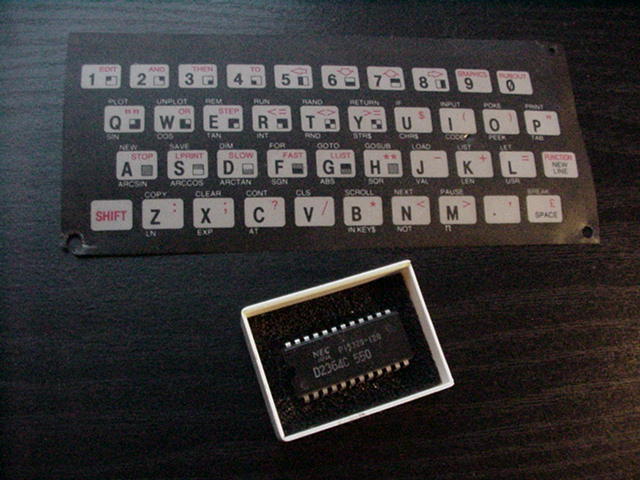 EDIT AND THEN TO GRAPHICS RUBOUT
1 2 3 4 5 6 7 8 9 0
PLOT UNPLOT REM RUN RAND RETURN IF INPUT POKE PRINT
"" OR STEP <= <> >= $ ( ) "
Q W E R T Y U I O P
SIN COS TAN INT RND STR$ CHR$ CODE PEEK TAB
NEW SAVE DIM FOR GOTO GOSUB LOAD LIST LET
STOP LPRINT SLOW FAST LLIST ** - + = FUNCTION
A S D F G H J K L NEW LINE
ARCSIN ARCCOS ARCTAN SGN ABS SQR VAL LEN USR
COPY CLEAR CONT CLS SCROLL NEXT PAUSE BREAK
: ; ? / * < > , £
SHIFT Z X C V B N M . SPACE
LN EXP AT INKEY$ NOT π
NEC
JAPAN
D2364C 550